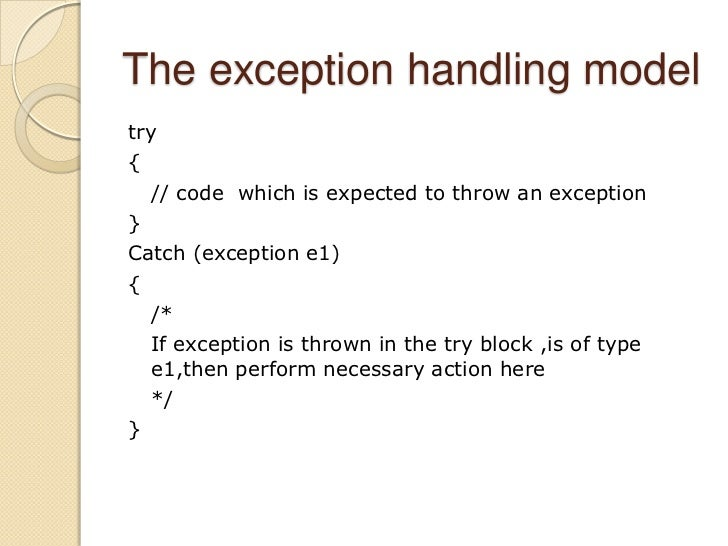 The exception handling model
try
{
// code  which is expected to throw an exception
}
Catch (exception e1)
{
/*
If exception is thrown in the try block ,is of type
e1,then perform necessary action here
*/
}